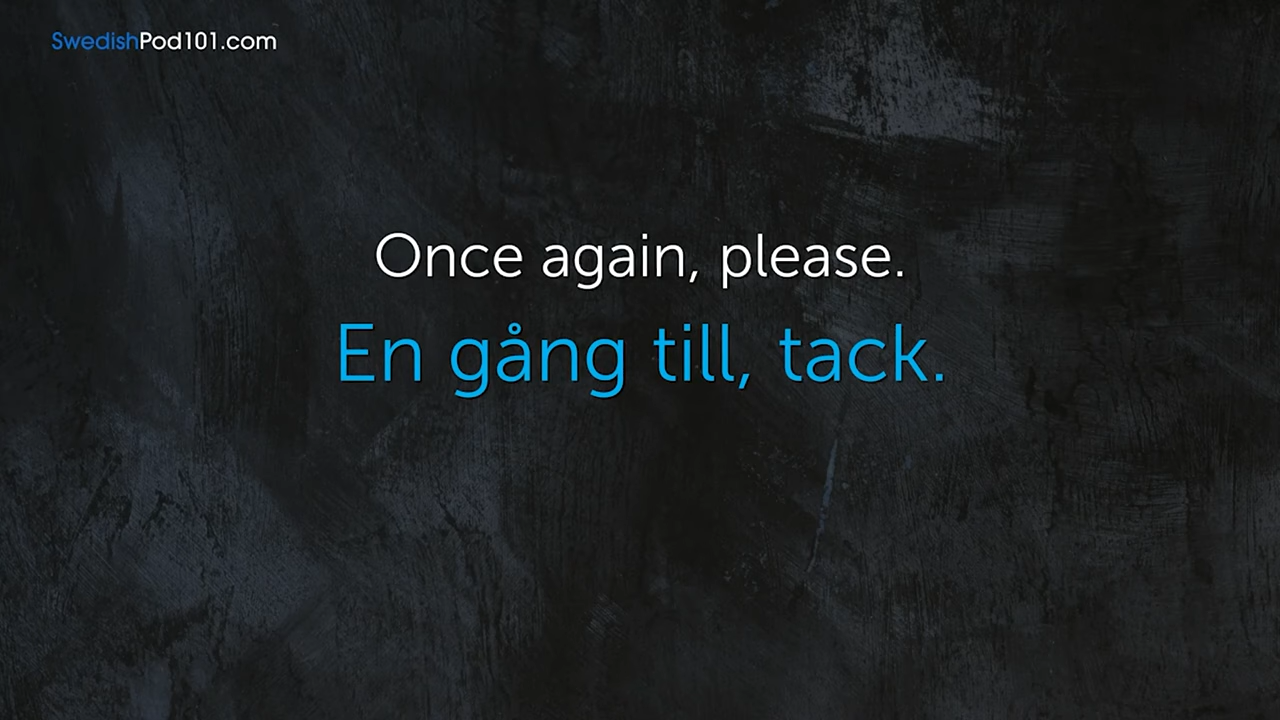 SwedishPod101.com
Once again, please.
En gång till, tack.